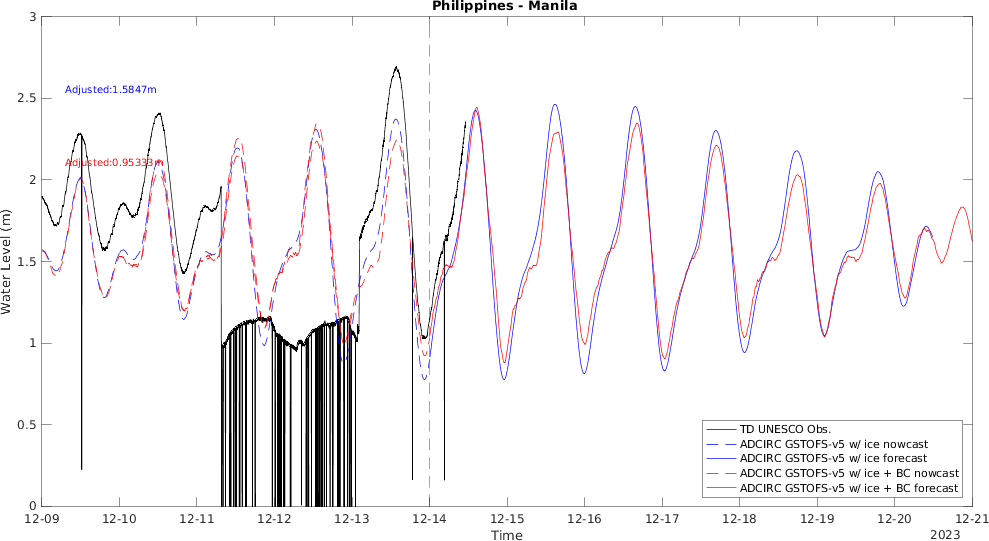 Philippines - Manila
3
2.5
2
1.5
1
0.5
0
Water Level (m)
Adjusted:1.5847m
Adjusted:0.95333m
TD UNESCO Obs.
ADCIRC GSTOFS-v5 w/ ice nowcast
ADCIRC GSTOFS-v5 w/ ice forecast
ADCIRC GSTOFS-v5 w/ ice + BC nowcast
ADCIRC GSTOFS-v5 w/ ice + BC forecast
12-09 12-10 12-11 12-12 12-13 12-14 12-15 12-16 12-17 12-18 12-19 12-20 12-21
Time
2023